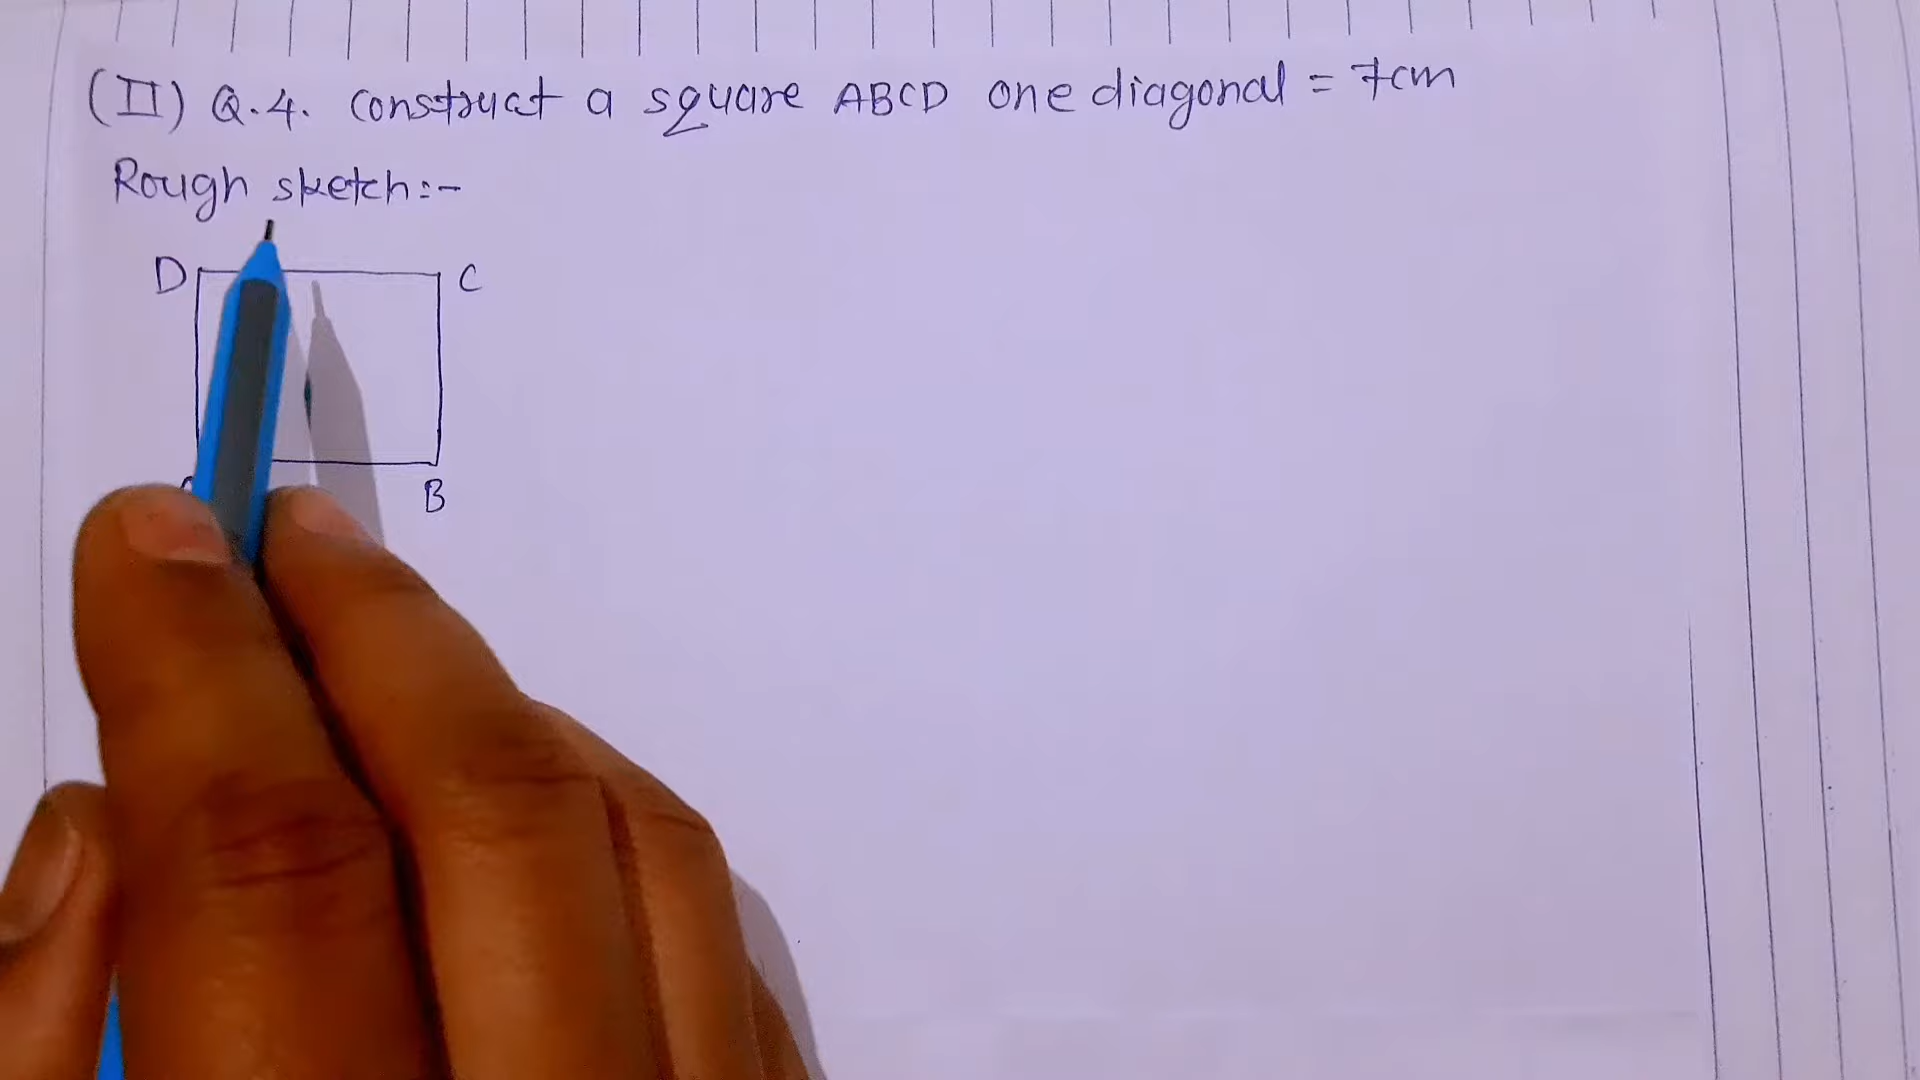 (II) Q.4. construct a square ABCD one diagonal = 7cm
Rough sketch:-
D C
B